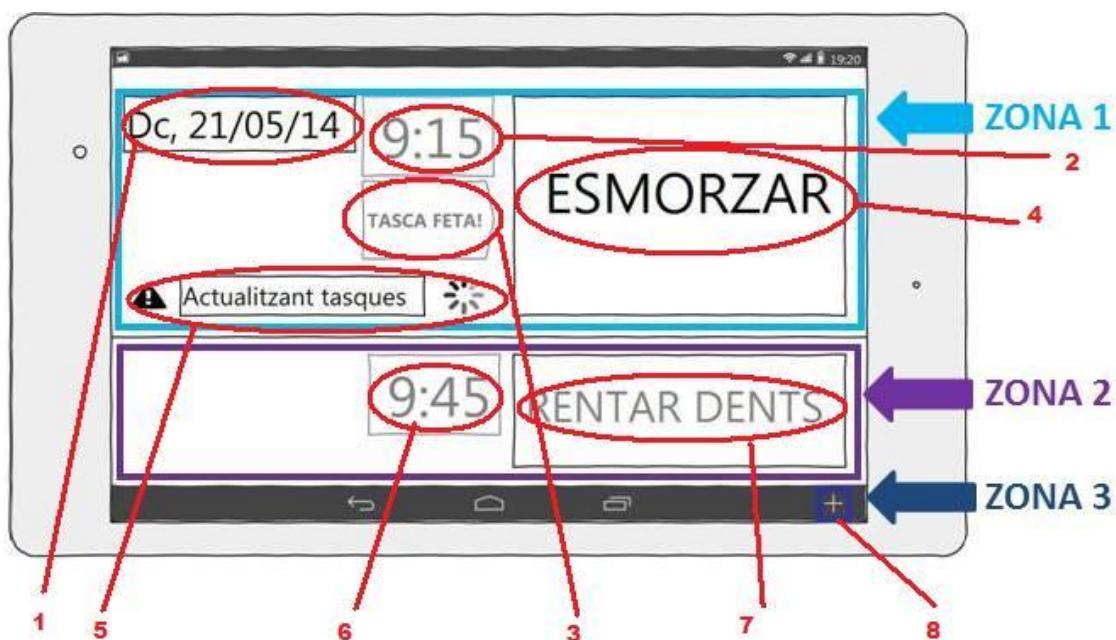 19:20
Dc, 21/05/14
9:15
ZONA 1
2
ESMORZAR
4
TASCA FETA!
Actualitzant tasques
9:45
RENTAR DENTS
ZONA 2
ZONA 3
1
5
6
3
7
8